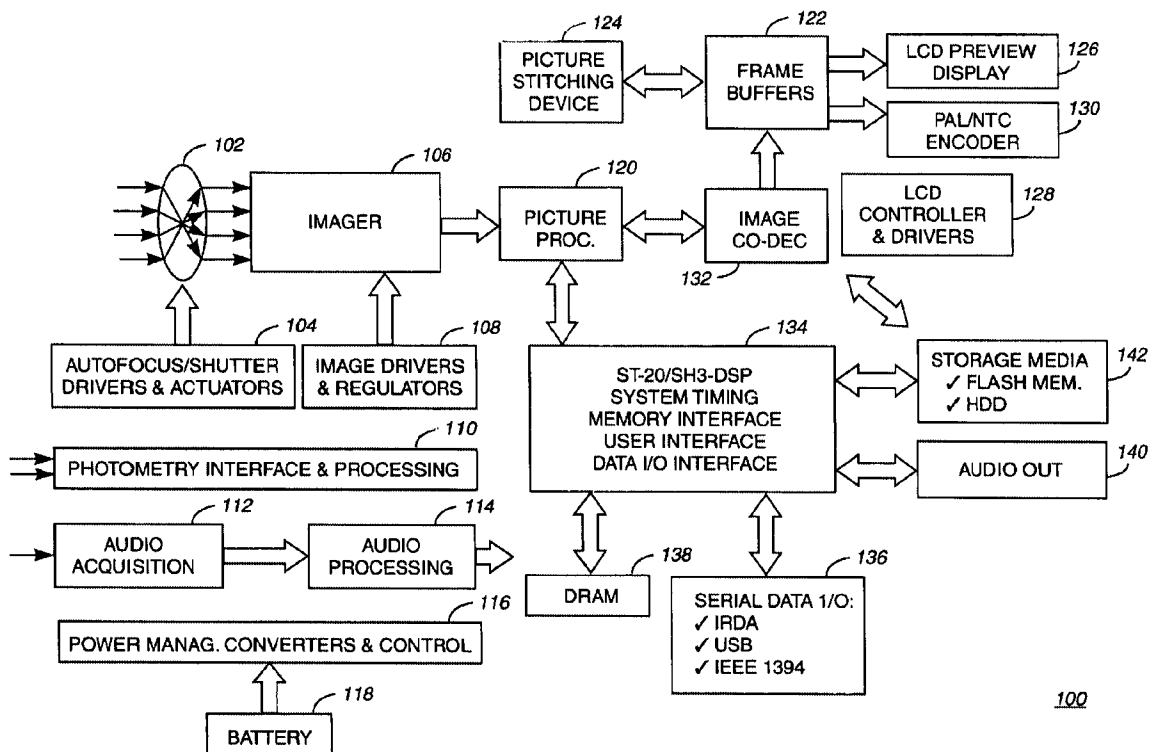 124
PICTURE
STITCHING
DEVICE
122
FRAME
BUFFERS
LCD PREVIEW
DISPLAY
126
PAL/NTC
ENCODER
130
102
106
IMAGER
120
PICTURE
PROC.
IMAGE
CO-DEC
132
LCD
CONTROLLER
& DRIVERS
128
104
AUTOFOCUS/SHUTTER
DRIVERS & ACTUATORS
108
IMAGE DRIVERS
& REGULATORS
134
ST-20/SH3-DSP
SYSTEM TIMING
MEMORY INTERFACE
USER INTERFACE
DATA I/O INTERFACE
STORAGE MEDIA
✓ FLASH MEM.
✓ HDD
142
110
PHOTOMETRY INTERFACE & PROCESSING
AUDIO OUT
140
112
AUDIO
ACQUISITION
114
AUDIO
PROCESSING
138
DRAM
136
SERIAL DATA 1/O:
✓ IRDA
✓ USB
✓ IEEE 1394
116
POWER MANAG. CONVERTERS & CONTROL
118
BATTERY
100